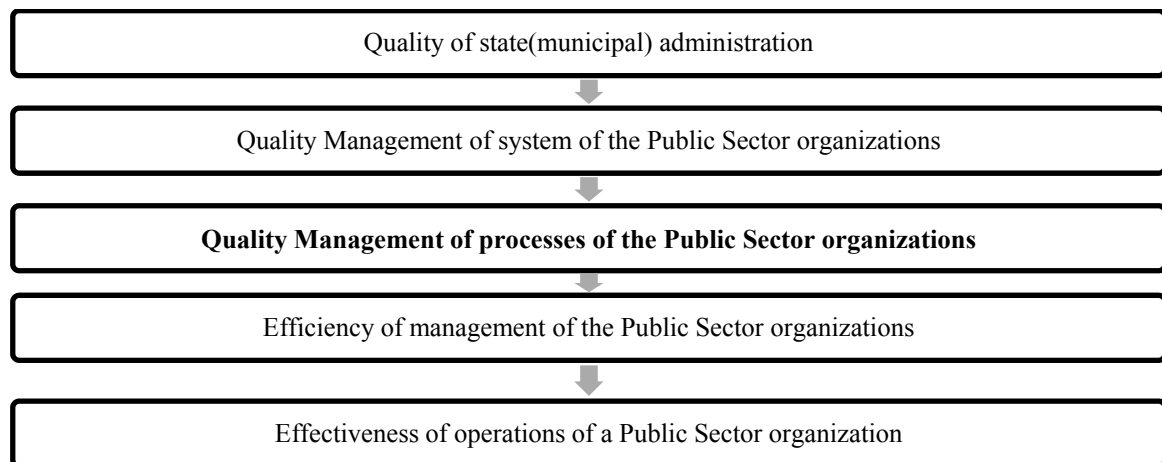 Quality of state(municipal) administration
Quality Management of system of the Public Sector organizations
Quality Management of processes of the Public Sector organizations
Efficiency of management of the Public Sector organizations
Effectiveness of operations of a Public Sector organization